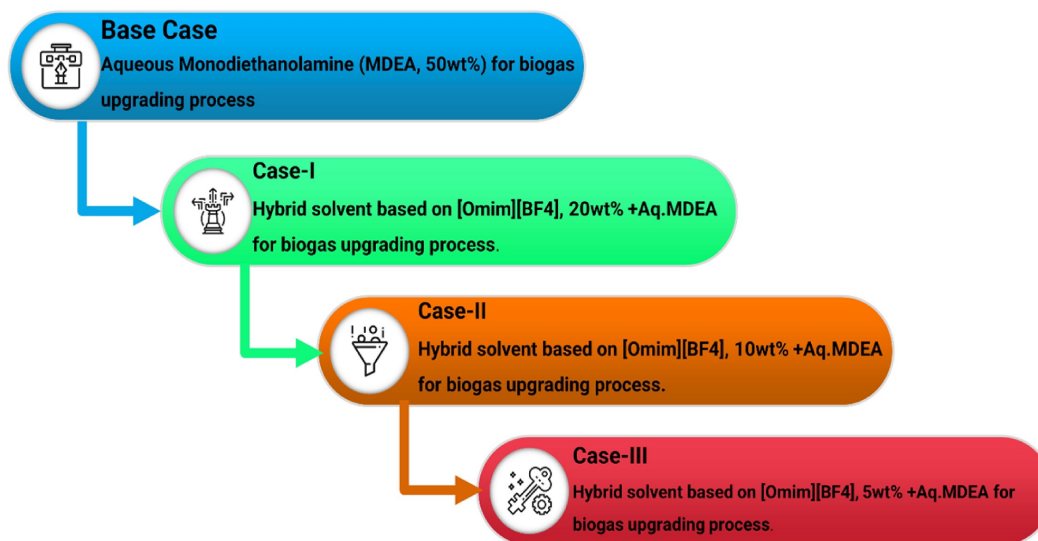 Base Case
Aqueous Monodiethanolamine (MDEA, 50wt%) for biogas
upgrading process
Case-I
Hybrid solvent based on [Omim][BF4], 20wt% +Aq.MDEA
for biogas upgrading process.
Case-II
Hybrid solvent based on [Omim][BF4], 10wt% +Aq.MDEA
for biogas upgrading process.
Case-III
Hybrid solvent based on [Omim][BF4], 5wt% +Aq.MDEA for
biogas upgrading process.